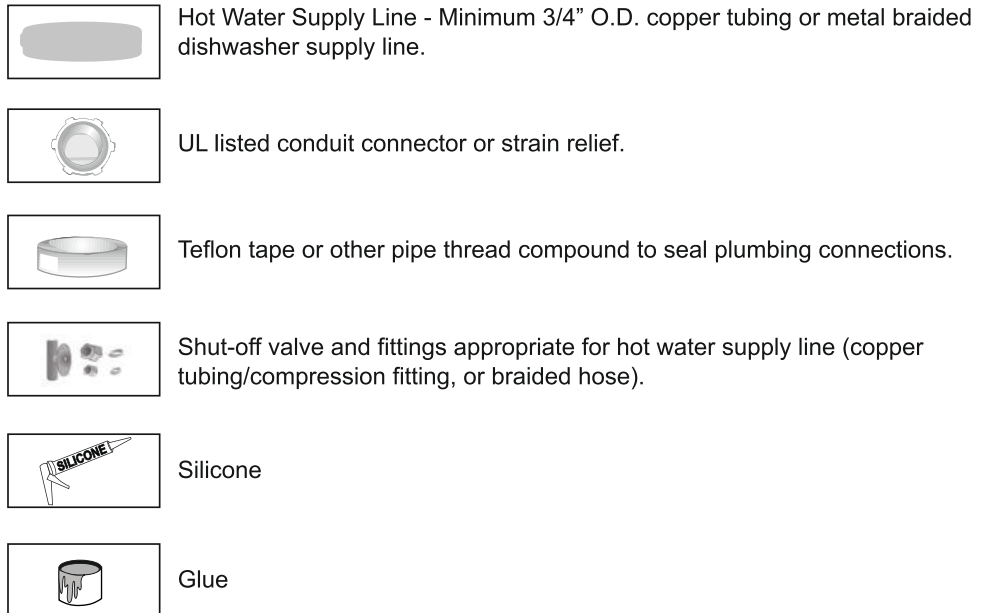 Hot Water Supply Line - Minimum 3/4” O.D. copper tubing or metal braided
dishwasher supply line.
UL listed conduit connector or strain relief.
Teflon tape or other pipe thread compound to seal plumbing connections.
Shut-off valve and fittings appropriate for hot water supply line (copper
tubing/compression fitting, or braided hose).
SILICONE
Silicone
Glue